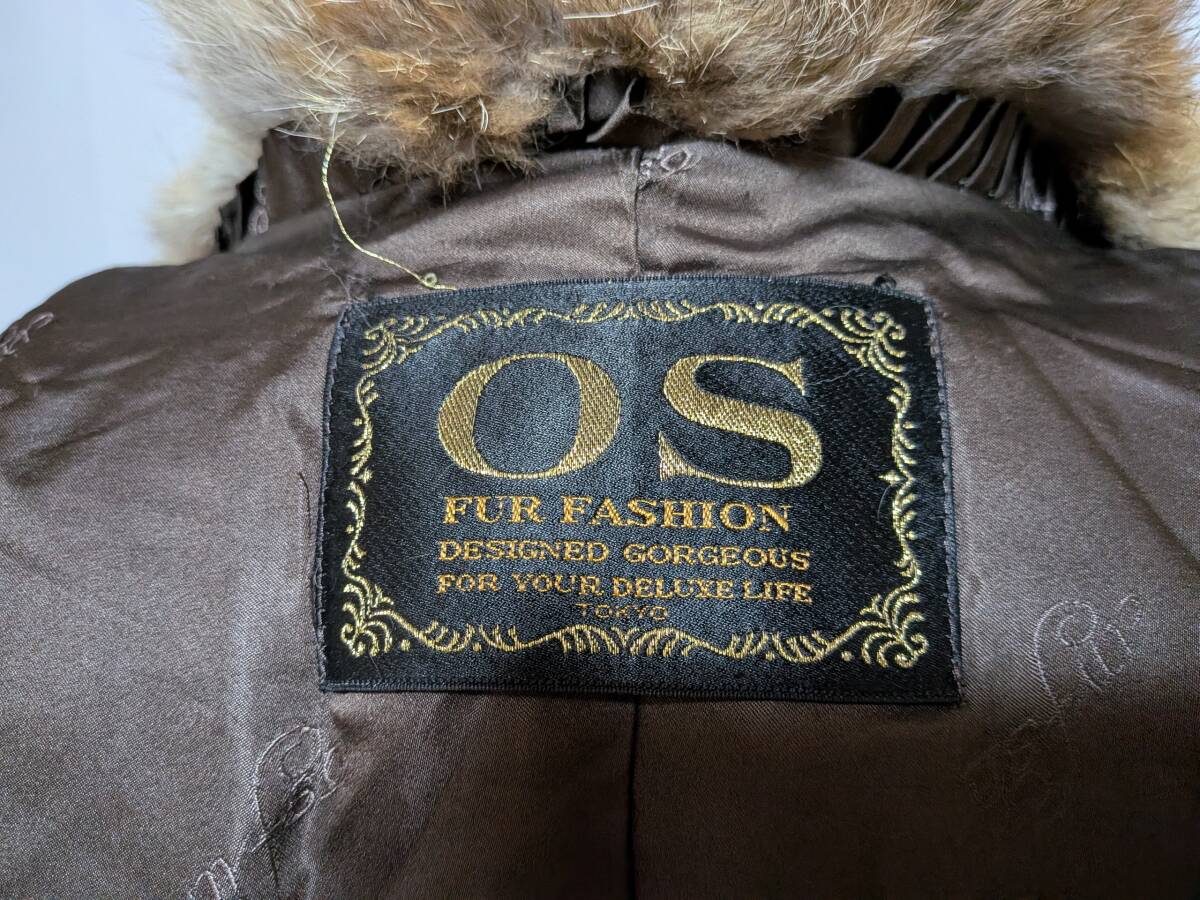 OS
FUR FASHION
DESIGNED GORGEOUS
FOR YOUR DELUXE LIFE
TOKYO